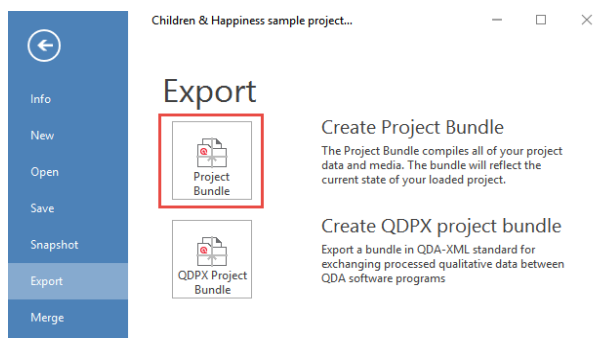 Children & Happiness sample project...
Info
New
Open
Save
Snapshot
Export
Merge
Export
Project
Bundle
Create Project Bundle
The Project Bundle compiles all of your project
data and media. The bundle will reflect the
current state of your loaded project.
QDPX Project
Bundle
Create QDPX project bundle
Export a bundle in QDA-XML standard for
exchanging processed qualitative data between
QDA software programs